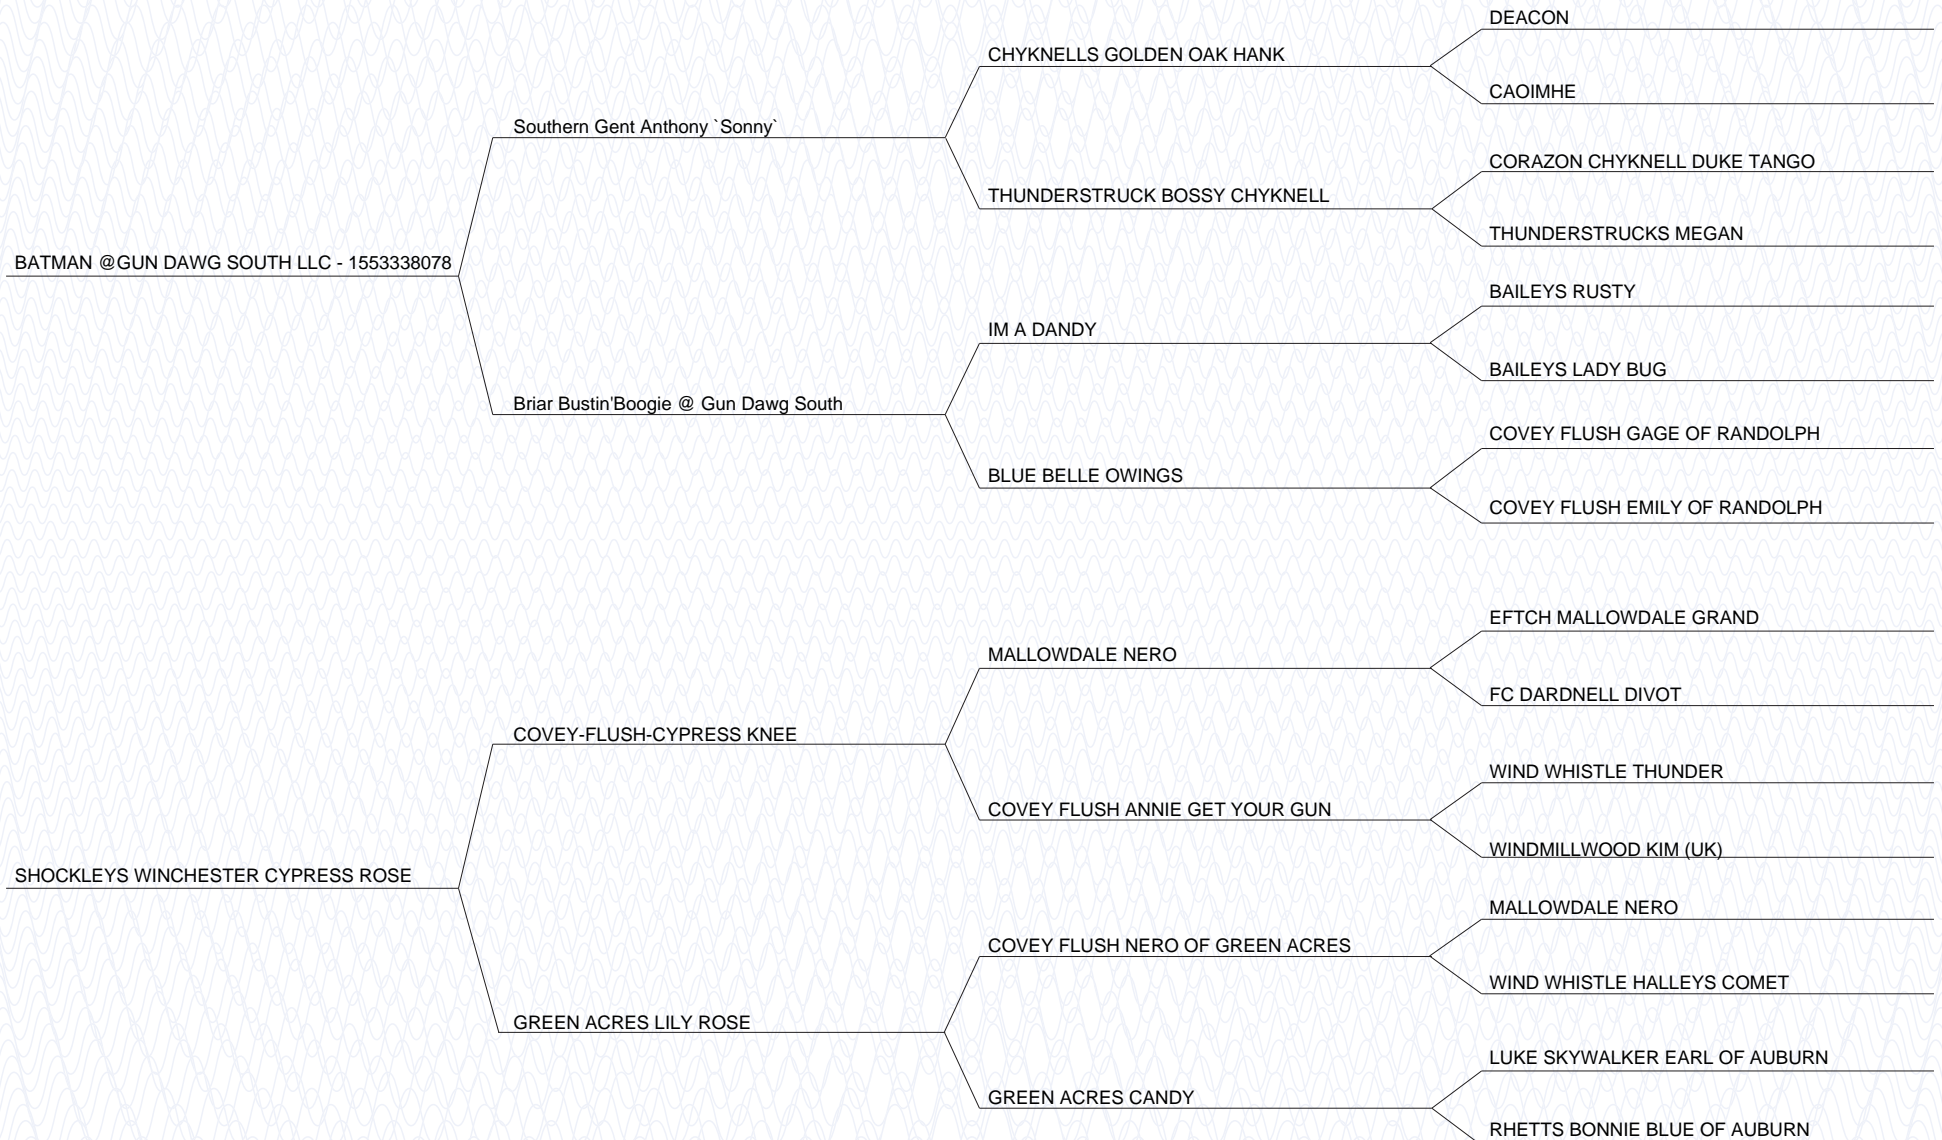 DEACON
CHYKNELLS GOLDEN OAK HANK
CAOIMHE
Southern Gent Anthony `Sonny`
CORAZON CHYKNELL DUKE TANGO
THUNDERSTRUCK BOSSY CHYKNELL
THUNDERSTRUCKS MEGAN
BATMAN @GUN DAWG SOUTH LLC - 1553338078
BAILEYS RUSTY
IM A DANDY
BAILEYS LADY BUG
Briar Bustin'Boogie @ Gun Dawg South
COVEY FLUSH GAGE OF RANDOLPH
BLUE BELLE OWINGS
COVEY FLUSH EMILY OF RANDOLPH
EFTCH MALLOWDALE GRAND
MALLOWDALE NERO
FC DARDNELL DIVOT
COVEY-FLUSH-CYPRESS KNEE
WIND WHISTLE THUNDER
COVEY FLUSH ANNIE GET YOUR GUN
WINDMILLWOOD KIM (UK)
SHOCKLEYS WINCHESTER CYPRESS ROSE
MALLOWDALE NERO
COVEY FLUSH NERO OF GREEN ACRES
WIND WHISTLE HALLEYS COMET
GREEN ACRES LILY ROSE
LUKE SKYWALKER EARL OF AUBURN
GREEN ACRES CANDY
RHETTS BONNIE BLUE OF AUBURN